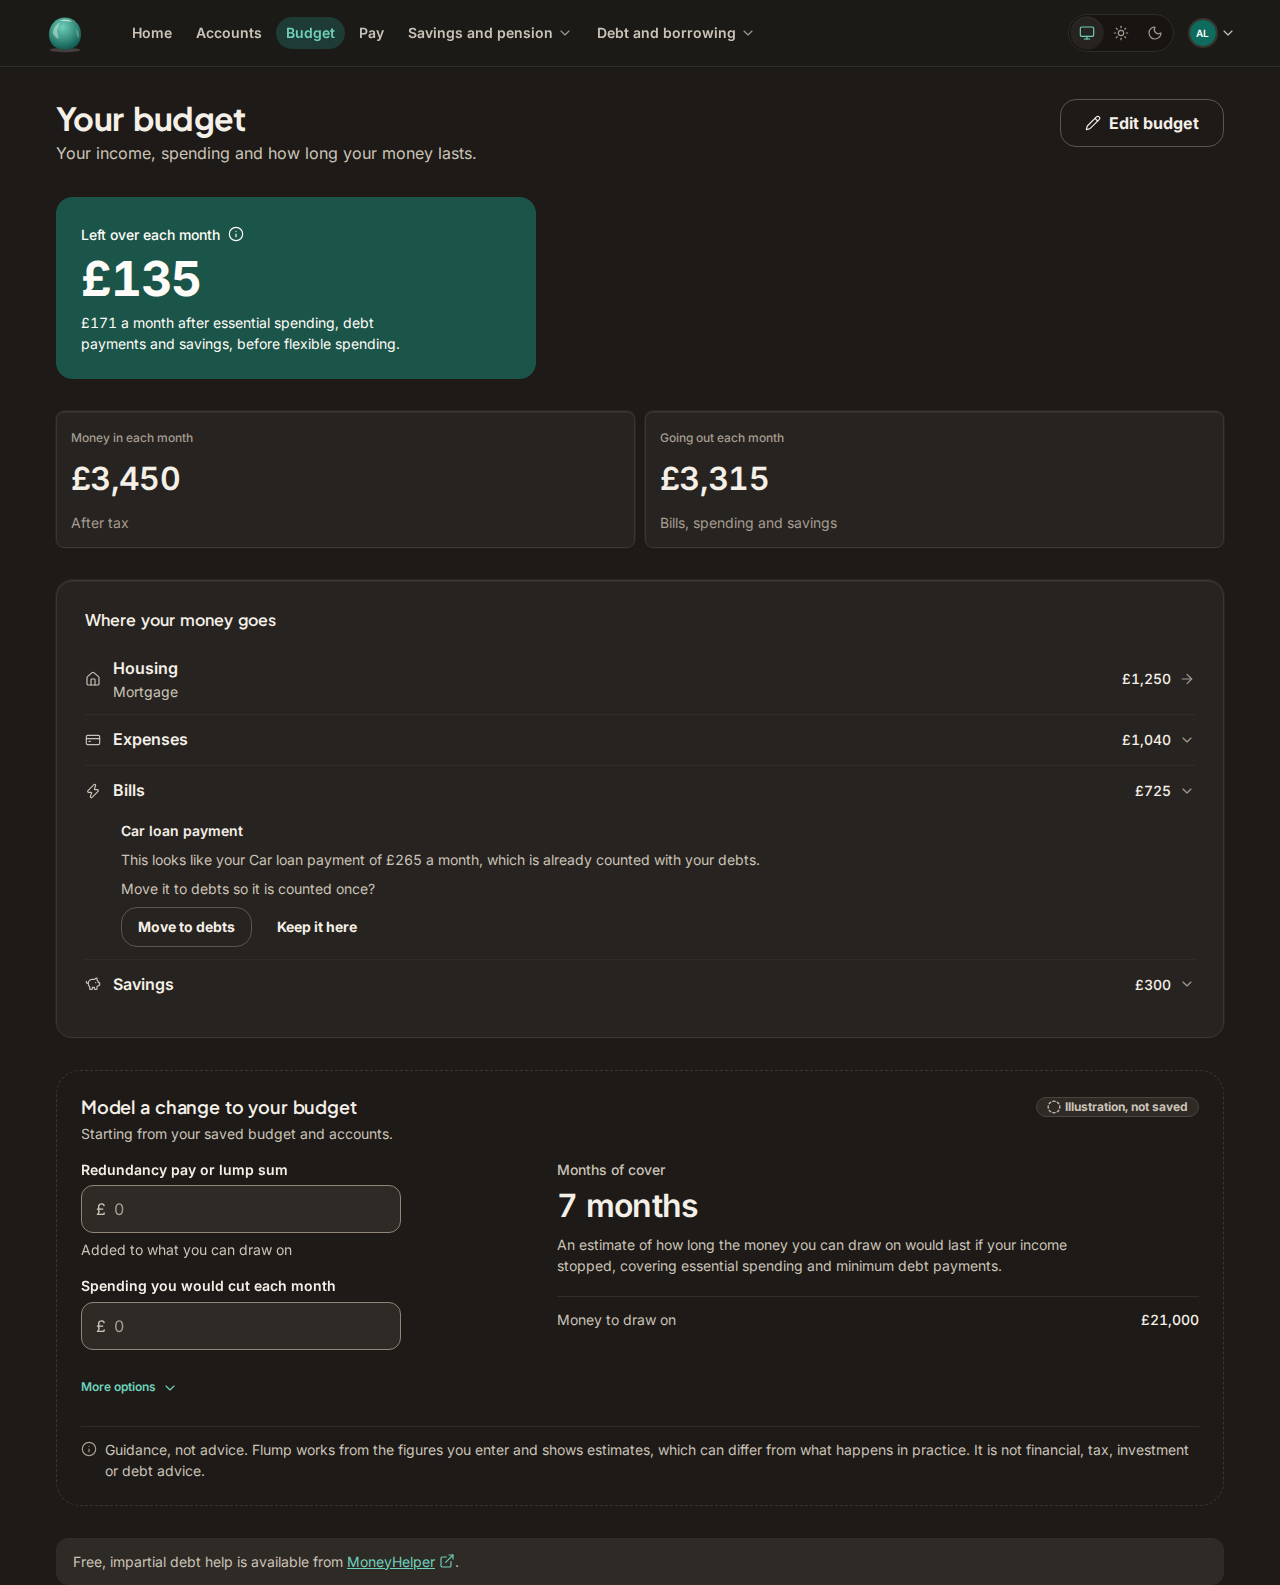 Home
Accounts
Budget
Pay
Savings and pension
Debt and borrowing
AL
Your budget
Your income, spending and how long your money lasts.
Edit budget
Left over each month
£135
£171 a month after essential spending, debt
payments and savings, before flexible spending.
Money in each month
£3,450
After tax
Going out each month
£3,315
Bills, spending and savings
Where your money goes
Housing
Mortgage
£1,250
Expenses
£1,040
Bills
£725
Car loan payment
This looks like your Car loan payment of £265 a month, which is already counted with your debts.
Move it to debts so it is counted once?
Move to debts
Keep it here
Savings
£300
Model a change to your budget
Illustration, not saved
Starting from your saved budget and accounts.
Redundancy pay or lump sum
£ 0
Added to what you can draw on
Spending you would cut each month
£ 0
More options
Months of cover
7 months
An estimate of how long the money you can draw on would last if your income
stopped, covering essential spending and minimum debt payments.
Money to draw on
£21,000
Guidance, not advice. Flump works from the figures you enter and shows estimates, which can differ from what happens in practice. It is not financial, tax, investment
or debt advice.
Free, impartial debt help is available from MoneyHelper.